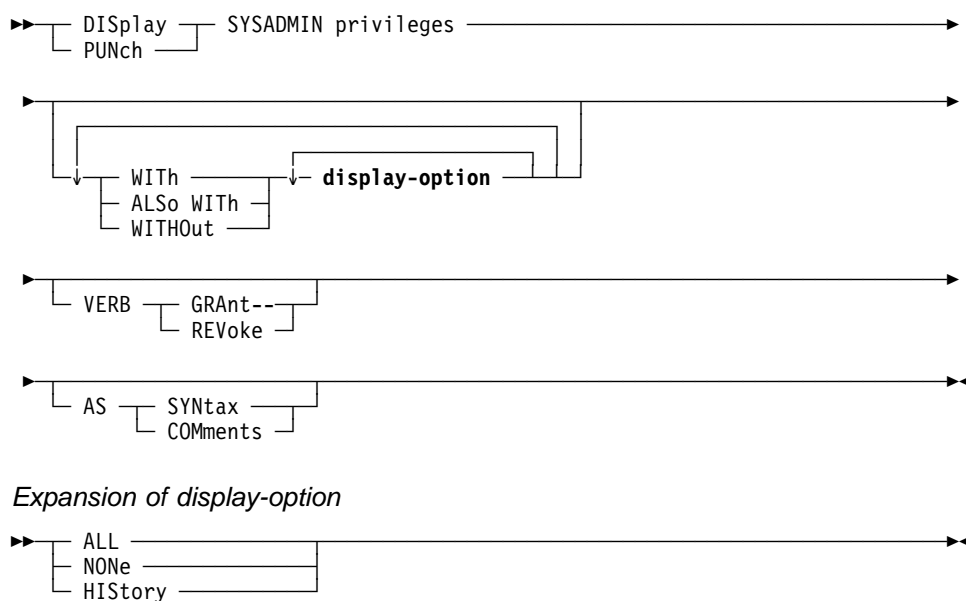 DISplay SYSADMIN privileges
PUNch
WITh display-option
ALSo WITh
WITHOut
VERB GRAnt--
REVoke
AS SYNtax
COMments
Expansion of display-option
ALL
NONe
HIStory